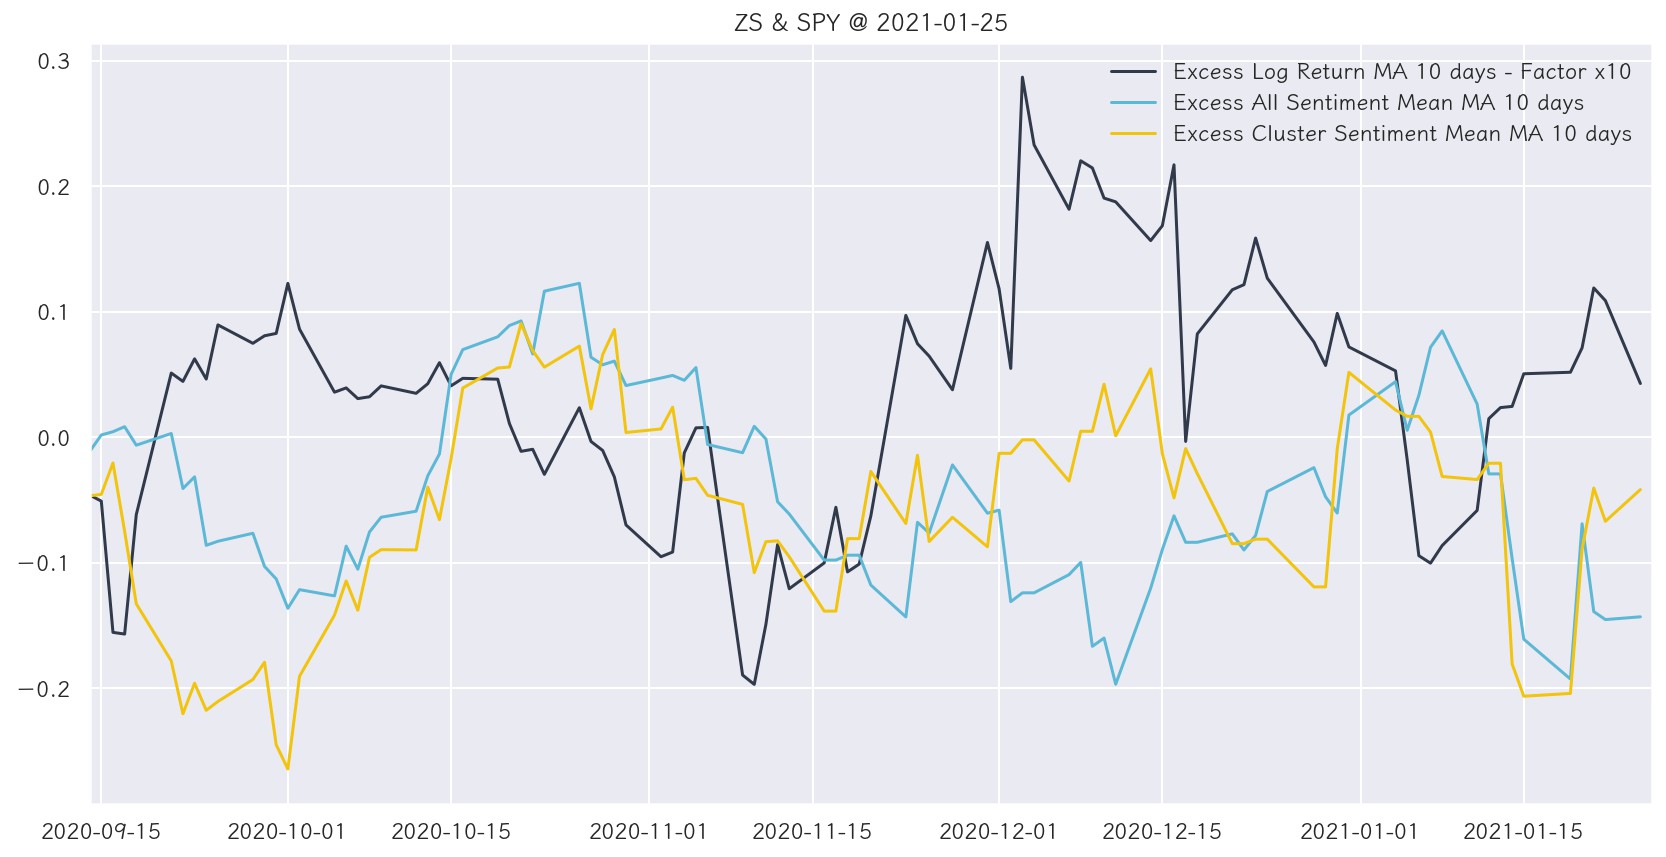 ZS & SPY @ 2021-01-25
Excess Log Return MA 10 days - Factor x10
Excess All Sentiment Mean MA 10 days
Excess Cluster Sentiment Mean MA 10 days
0.3
0.2
0.1
0.0
−0.1
−0.2
2020-09-15 2020-10-01 2020-10-15 2020-11-01 2020-11-15 2020-12-01 2020-12-15 2021-01-01 2021-01-15